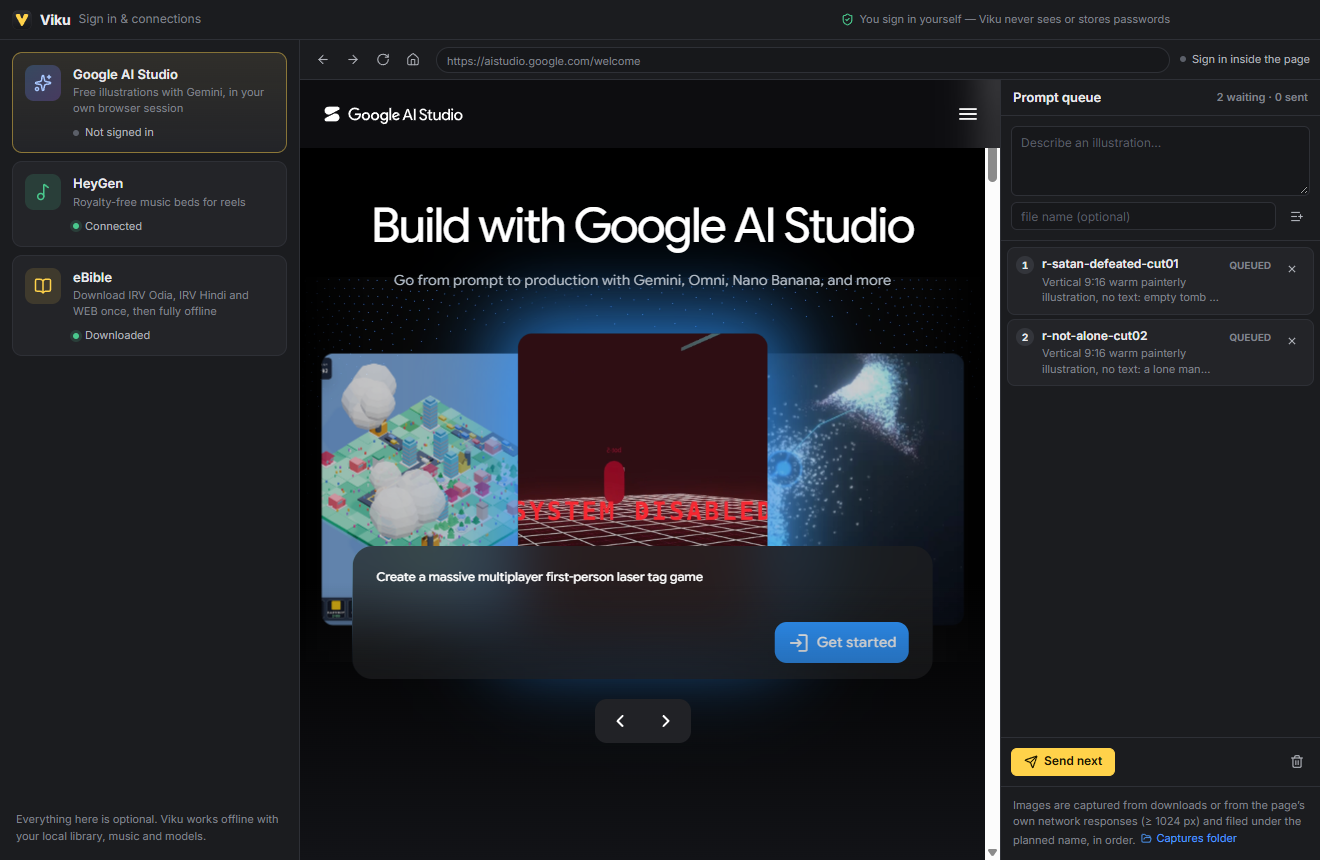 Viku Sign in & connections
You sign in yourself — Viku never sees or stores passwords
Google AI Studio
Free illustrations with Gemini, in your
own browser session
Not signed in
HeyGen
Royalty-free music beds for reels
Connected
eBible
Download IRV Odia, IRV Hindi and
WEB once, then fully offline
Downloaded
Everything here is optional. Viku works offline with
your local library, music and models.
https://aistudio.google.com/welcome
Sign in inside the page
Google AI Studio
Build with Google AI Studio
Go from prompt to production with Gemini, Omni, Nano Banana, and more
SYSTEM DISABLED
Create a massive multiplayer first-person laser tag game
Get started
Prompt queue
2 waiting · 0 sent
Describe an illustration...
file name (optional)
1 r-satan-defeated-cut01 QUEUED
Vertical 9:16 warm painterly
illustration, no text: empty tomb ...
2 r-not-alone-cut02 QUEUED
Vertical 9:16 warm painterly
illustration, no text: a lone man...
Send next
Images are captured from downloads or from the page's
own network responses (≥ 1024 px) and filed under the
planned name, in order. Captures folder